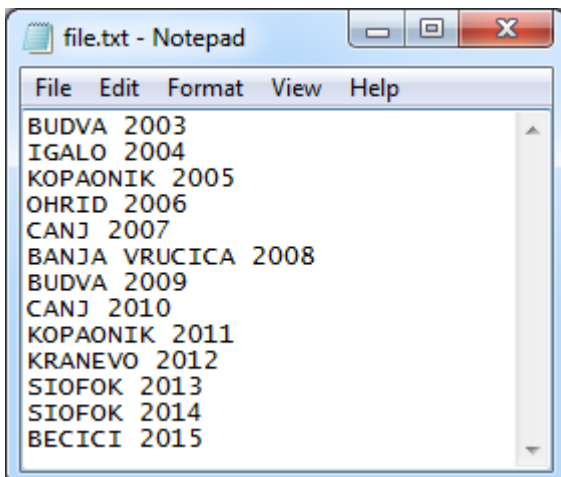 file.txt - Notepad
File Edit Format View Help
BUDVA 2003
IGALO 2004
KOPAONIK 2005
OHRID 2006
CANJ 2007
BANJA VRUCICA 2008
BUDVA 2009
CANJ 2010
KOPAONIK 2011
KRANEVO 2012
SIOFOK 2013
SIOFOK 2014
BECICI 2015